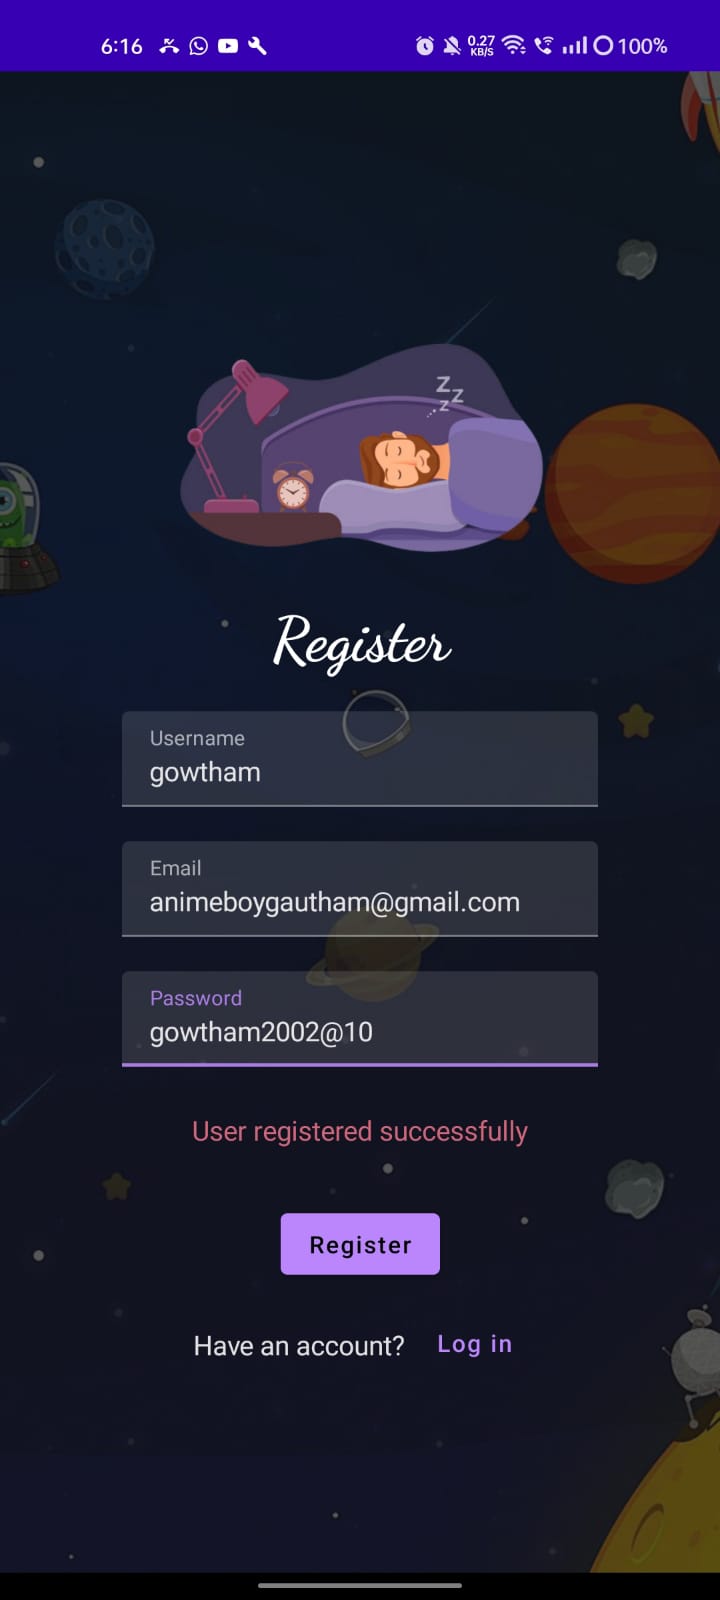 6:16 0.27 KB/S 100%
z z z
Register
Username
gowtham
Email
animeboygautham@gmail.com
Password
gowtham2002@10
User registered successfully
Register
Have an account? Log in